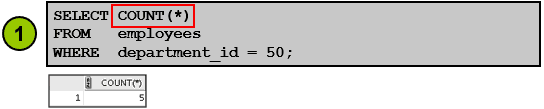 1
SELECT COUNT(*)
FROM employees
WHERE department_id = 50;
COUNT(*)
1 5